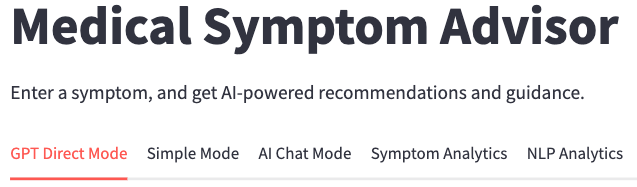 Medical Symptom Advisor
Enter a symptom, and get AI-powered recommendations and guidance.
GPT Direct Mode Simple Mode AI Chat Mode Symptom Analytics NLP Analytics